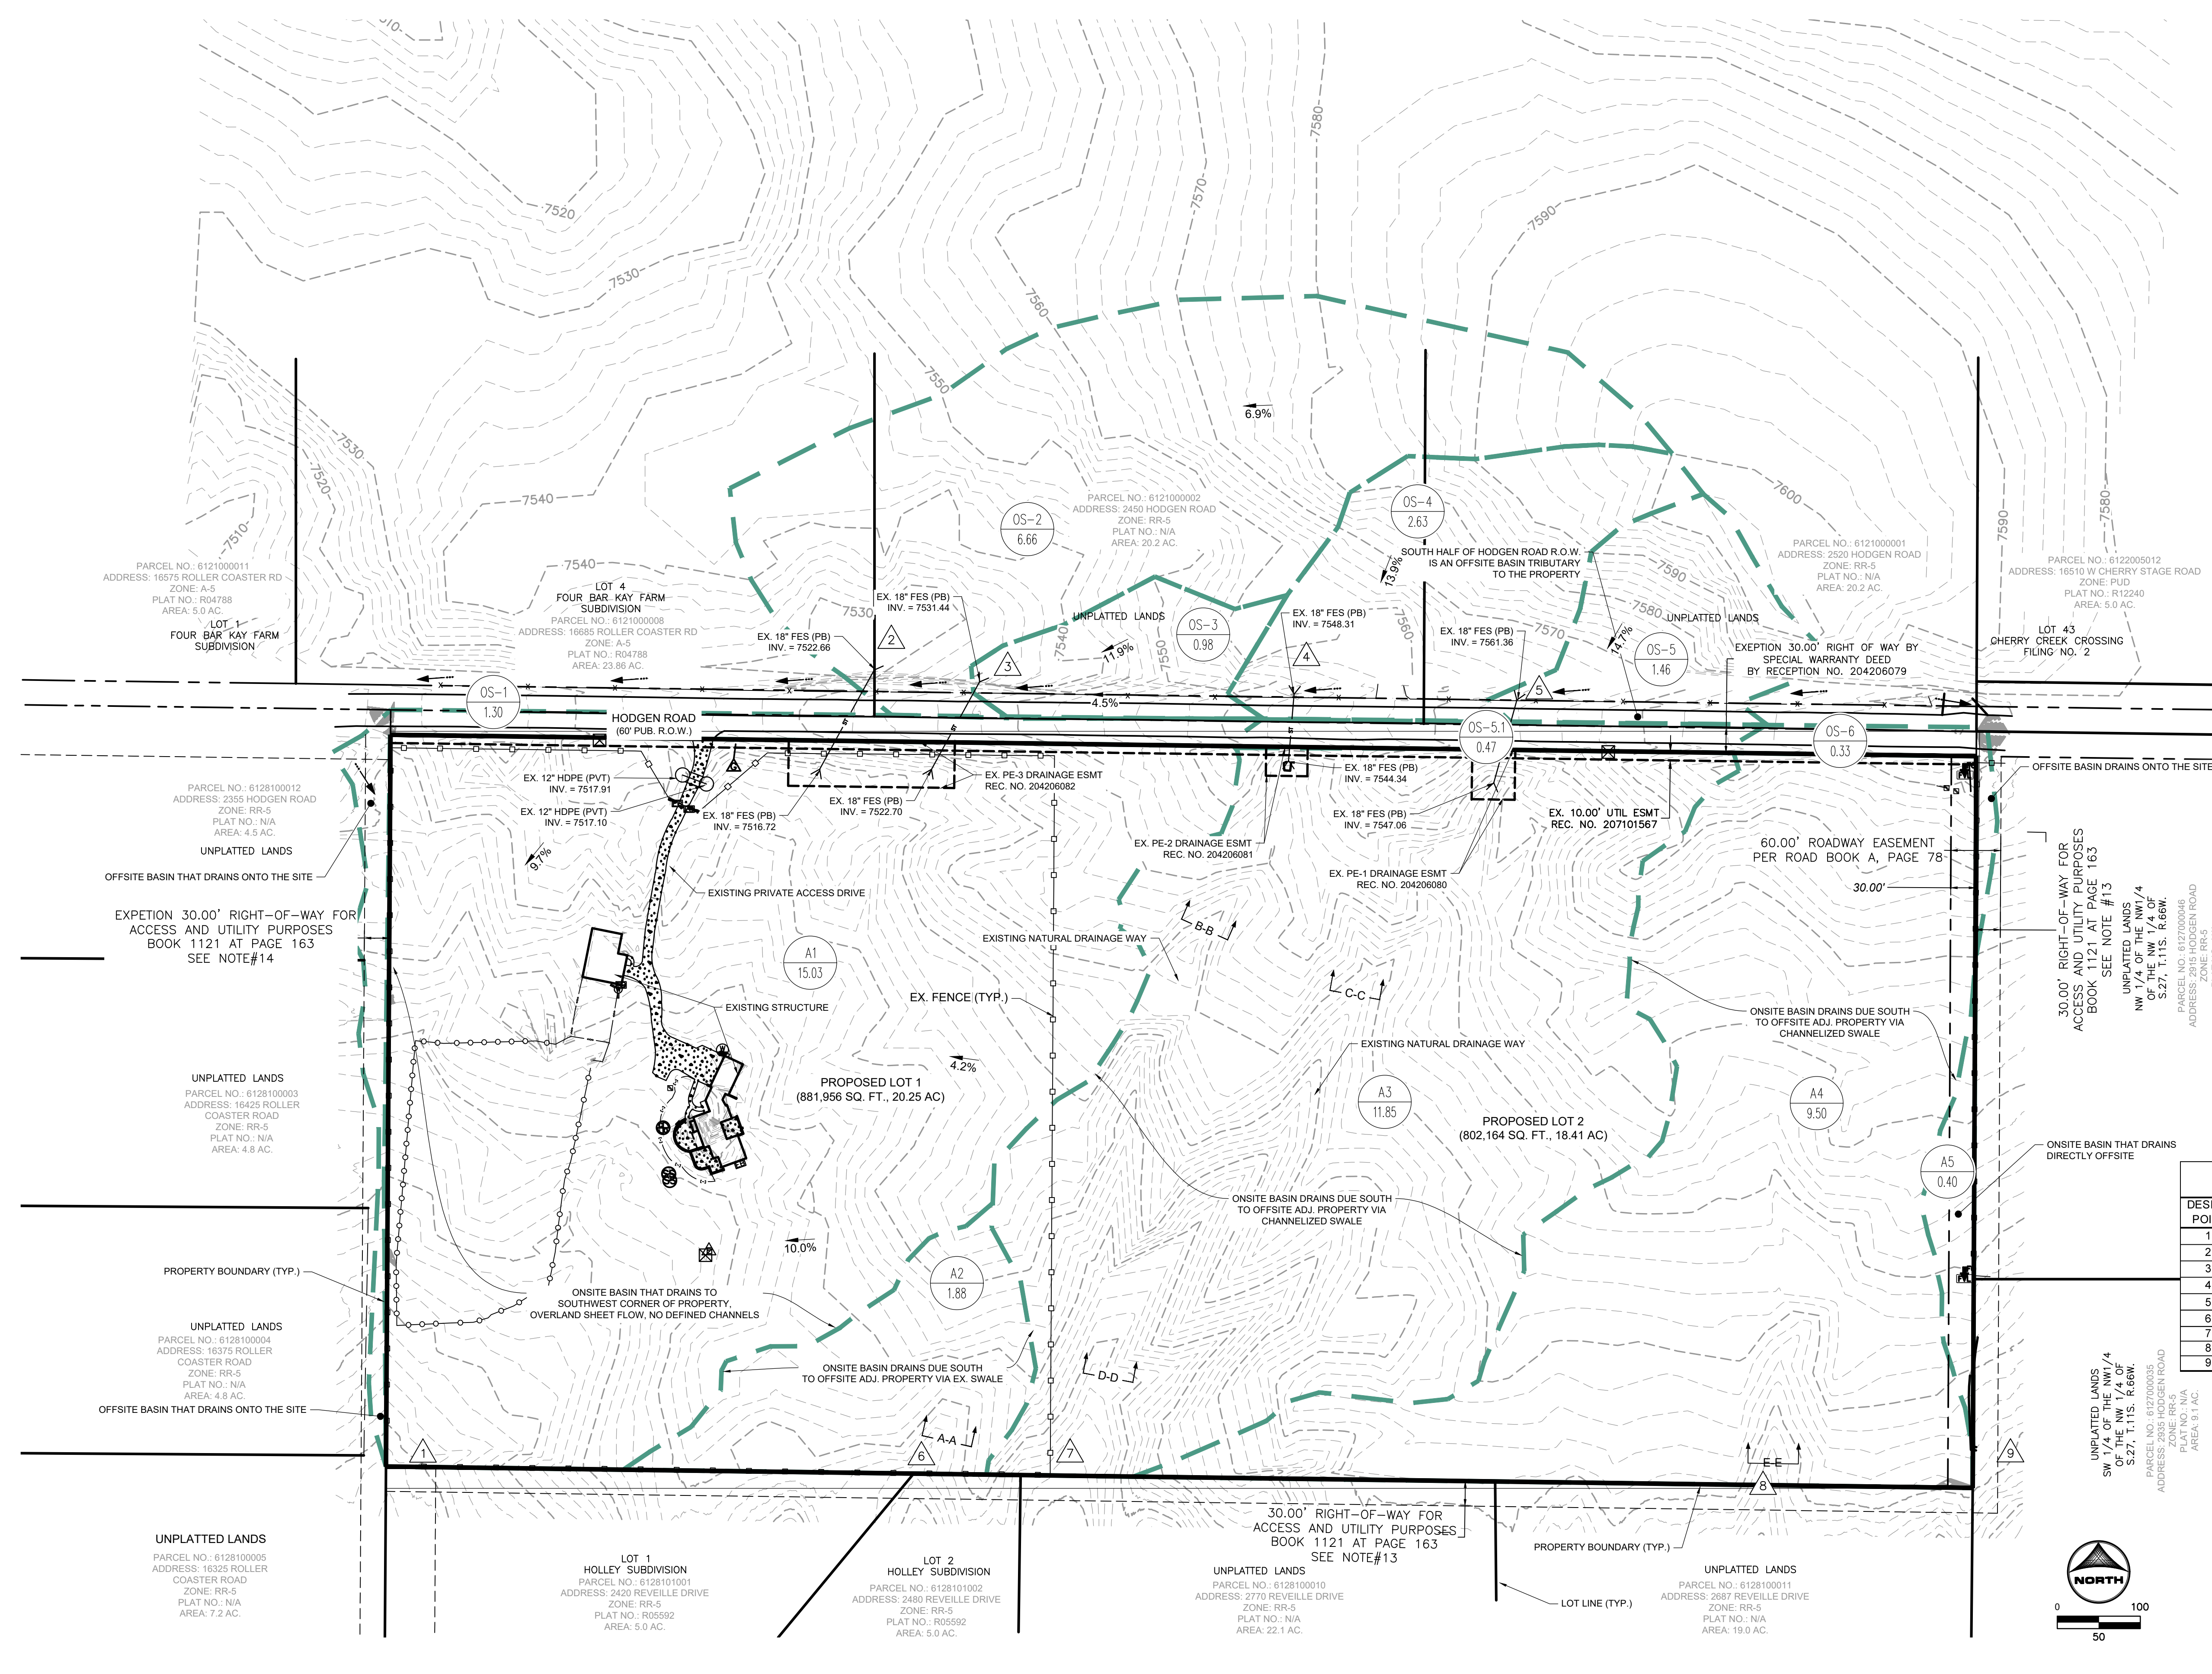 7510
7520
7530
7560
7570
7580
7590
7550
7530
7520
7510
7540
7540
7530
7540
7550
7560
7570
7580
7590
7600
7590
7580
6.9%
OS-2
6.66
OS-4
2.63
13.9%
PARCEL NO.: 6121000002
ADDRESS: 2450 HODGEN ROAD
ZONE: RR-5
PLAT NO.: N/A
AREA: 20.2 AC.
SOUTH HALF OF HODGEN ROAD R.O.W.
IS AN OFFSITE BASIN TRIBUTARY
TO THE PROPERTY
PARCEL NO.: 6121000001
ADDRESS: 2520 HODGEN ROAD
ZONE: RR-5
PLAT NO.: N/A
AREA: 20.2 AC.
UNPLATTED LANDS
PARCEL NO.: 6122005012
ADDRESS: 16510 W CHERRY STAGE ROAD
ZONE: PUD
PLAT NO.: R12240
AREA: 5.0 AC.
LOT 43
CHERRY CREEK CROSSING
FILING NO. 2
PARCEL NO.: 6121000011
ADDRESS: 16575 ROLLER COASTER RD
ZONE: A-5
PLAT NO.: R04788
AREA: 5.0 AC.
LOT 1
FOUR BAR KAY FARM
SUBDIVISION
LOT 4
FOUR BAR KAY FARM
SUBDIVISION
PARCEL NO.: 6121000008
ADDRESS: 16685 ROLLER COASTER RD
ZONE: A-5
PLAT NO.: R04788
AREA: 23.86 AC.
EX. 18" FES (PB)
INV. = 7522.66
2
EX. 18" FES (PB)
INV. = 7531.44
3
UNPLATTED LANDS
11.9%
OS-3
0.98
EX. 18" FES (PB)
INV. = 7548.31
4
EX. 18" FES (PB)
INV. = 7561.36
5
14.7%
OS-5
1.46
EXEPTION 30.00' RIGHT OF WAY BY
SPECIAL WARRANTY DEED
BY RECEPTION NO. 204206079
OS-1
1.30
HODGEN ROAD
(60' PUB. R.O.W.)
4.5%
OS-5.1
0.47
OS-6
0.33
OFFSITE BASIN DRAINS ONTO THE SITE
EX. 12" HDPE (PVT)
INV. = 7517.91
EX. 12" HDPE (PVT)
INV. = 7517.10
EX. 18" FES (PB)
INV. = 7516.72
EX. 18" FES (PB)
INV. = 7522.70
EX. PE-3 DRAINAGE ESMT
REC. NO. 204206082
EX. 18" FES (PB)
INV. = 7544.34
EX. 18" FES (PB)
INV. = 7547.06
EX. 10.00' UTIL ESMT
REC. NO. 207101567
EX. PE-2 DRAINAGE ESMT
REC. NO. 204206081
EX. PE-1 DRAINAGE ESMT
REC. NO. 204206080
60.00' ROADWAY EASEMENT
PER ROAD BOOK A, PAGE 78
30.00'
PARCEL NO.: 6128100012
ADDRESS: 2355 HODGEN ROAD
ZONE: RR-5
PLAT NO.: N/A
AREA: 4.5 AC.
UNPLATTED LANDS
OFFSITE BASIN THAT DRAINS ONTO THE SITE
EXPETION 30.00' RIGHT-OF-WAY FOR
ACCESS AND UTILITY PURPOSES
BOOK 1121 AT PAGE 163
SEE NOTE#14
9.7%
EXISTING PRIVATE ACCESS DRIVE
A1
15.03
EXISTING STRUCTURE
EX. FENCE (TYP.)
EXISTING NATURAL DRAINAGE WAY
B-B
C-C
EXISTING NATURAL DRAINAGE WAY
4.2%
PROPOSED LOT 1
(881,956 SQ. FT., 20.25 AC)
A3
11.85
PROPOSED LOT 2
(802,164 SQ. FT., 18.41 AC)
ONSITE BASIN DRAINS DUE SOUTH
TO OFFSITE ADJ. PROPERTY VIA
CHANNELIZED SWALE
A4
9.50
30.00' RIGHT-OF-WAY FOR
ACCESS AND UTILITY PURPOSES
BOOK 1121 AT PAGE 163
SEE NOTE #13
UNPLATTED LANDS
NW 1/4 OF THE NW1/4
OF THE NW 1/4 OF
S.27, T.11S. R.66W.
PARCEL NO.: 6127000046
ADDRESS: 2915 HODGEN ROAD
ZONE: RR-5
UNPLATTED LANDS
PARCEL NO.: 6128100003
ADDRESS: 16425 ROLLER
COASTER ROAD
ZONE: RR-5
PLAT NO.: N/A
AREA: 4.8 AC.
A5
0.40
ONSITE BASIN THAT DRAINS
DIRECTLY OFFSITE
ONSITE BASIN DRAINS DUE SOUTH
TO OFFSITE ADJ. PROPERTY VIA
CHANNELIZED SWALE
10.0%
A2
1.88
PROPERTY BOUNDARY (TYP.)
ONSITE BASIN THAT DRAINS TO
SOUTHWEST CORNER OF PROPERTY,
OVERLAND SHEET FLOW, NO DEFINED CHANNELS
UNPLATTED LANDS
PARCEL NO.: 6128100004
ADDRESS: 16375 ROLLER
COASTER ROAD
ZONE: RR-5
PLAT NO.: N/A
AREA: 4.8 AC.
ONSITE BASIN DRAINS DUE SOUTH
TO OFFSITE ADJ. PROPERTY VIA EX. SWALE
D-D
OFFSITE BASIN THAT DRAINS ONTO THE SITE
1
A-A
6
7
E-E
8
9
DESI
POI
1
2
3
4
5
6
7
8
9
UNPLATTED LANDS
SW 1/4 OF THE NW1/4
OF THE NW 1/4 OF
S.27, T.11S. R.66W.
PARCEL NO.: 6127000035
ADDRESS: 2935 HODGEN ROAD
ZONE: RR-5
PLAT NO.: N/A
AREA: 9.1 AC.
30.00' RIGHT-OF-WAY FOR
ACCESS AND UTILITY PURPOSES
BOOK 1121 AT PAGE 163
SEE NOTE#13
PROPERTY BOUNDARY (TYP.)
UNPLATTED LANDS
PARCEL NO.: 6128100005
ADDRESS: 16325 ROLLER
COASTER ROAD
ZONE: RR-5
PLAT NO.: N/A
AREA: 7.2 AC.
LOT 1
HOLLEY SUBDIVISION
PARCEL NO.: 6128101001
ADDRESS: 2420 REVEILLE DRIVE
ZONE: RR-5
PLAT NO.: R05592
AREA: 5.0 AC.
LOT 2
HOLLEY SUBDIVISION
PARCEL NO.: 6128101002
ADDRESS: 2480 REVEILLE DRIVE
ZONE: RR-5
PLAT NO.: R05592
AREA: 5.0 AC.
UNPLATTED LANDS
PARCEL NO.: 6128100010
ADDRESS: 2770 REVEILLE DRIVE
ZONE: RR-5
PLAT NO.: N/A
AREA: 22.1 AC.
LOT LINE (TYP.)
UNPLATTED LANDS
PARCEL NO.: 6128100011
ADDRESS: 2687 REVEILLE DRIVE
ZONE: RR-5
PLAT NO.: N/A
AREA: 19.0 AC.
NORTH
0 100
50